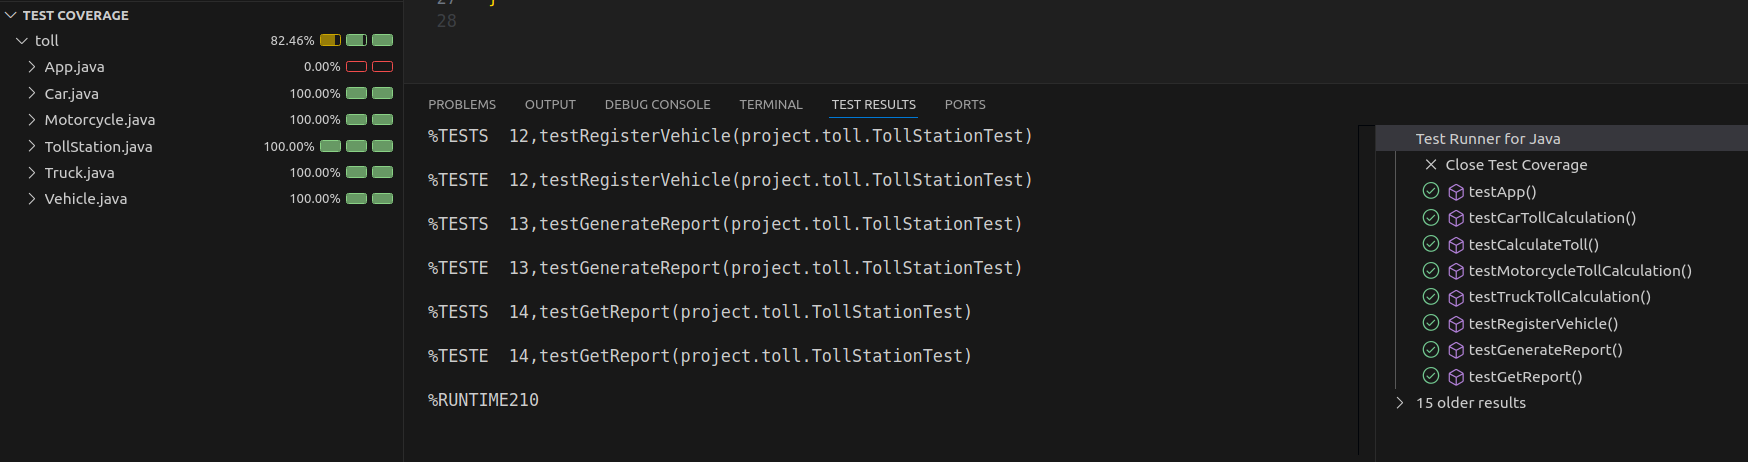 TEST COVERAGE
toll 82.46%
App.java 0.00%
Car.java 100.00%
Motorcycle.java 100.00%
TollStation.java 100.00%
Truck.java 100.00%
Vehicle.java 100.00%
27 }
28
PROBLEMS OUTPUT DEBUG CONSOLE TERMINAL TEST RESULTS PORTS
%TESTS 12,testRegisterVehicle(project.toll.TollStationTest)
%TESTE 12,testRegisterVehicle(project.toll.TollStationTest)
%TESTS 13,testGenerateReport(project.toll.TollStationTest)
%TESTE 13,testGenerateReport(project.toll.TollStationTest)
%TESTS 14,testGetReport(project.toll.TollStationTest)
%TESTE 14,testGetReport(project.toll.TollStationTest)
%RUNTIME210
Test Runner for Java
Close Test Coverage
testApp()
testCarTollCalculation()
testCalculateToll()
testMotorcycleTollCalculation()
testTruckTollCalculation()
testRegisterVehicle()
testGenerateReport()
testGetReport()
15 older results